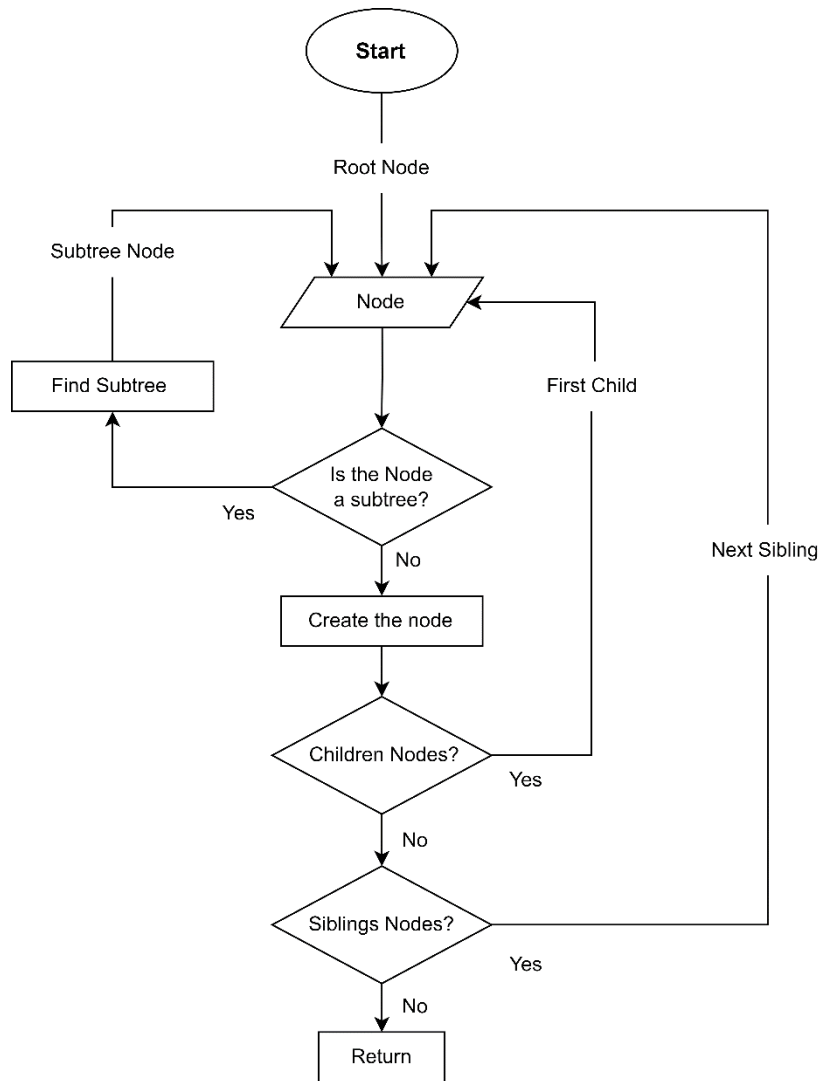 Start
Root Node
Subtree Node
Node
Find Subtree
First Child
Is the Node
a subtree?
Yes
No
Next Sibling
Create the node
Children Nodes?
Yes
No
Siblings Nodes?
Yes
No
Return